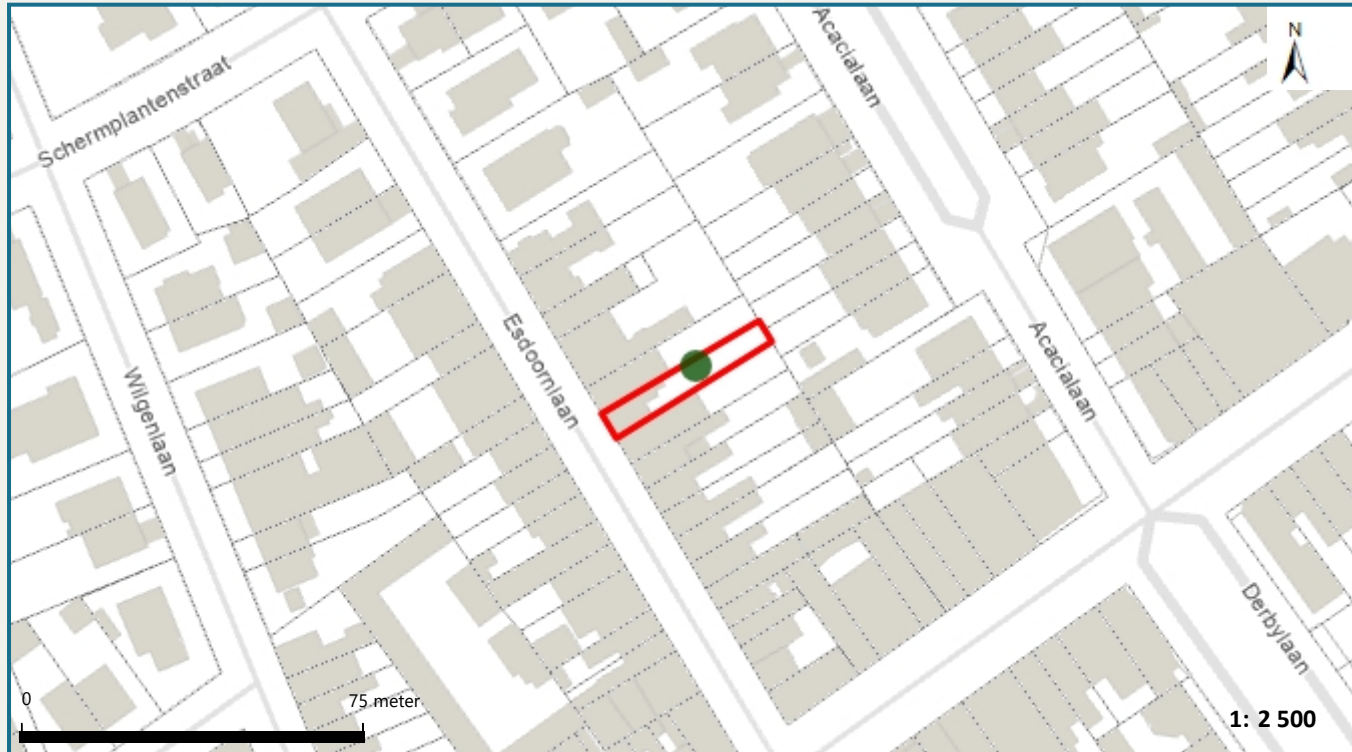 N
Acacialaan
Schermplantenstraat
Esdoornlaan
Acacialaan
Wilgenlaan
Derbylaan
0
75 meter
1: 2 500